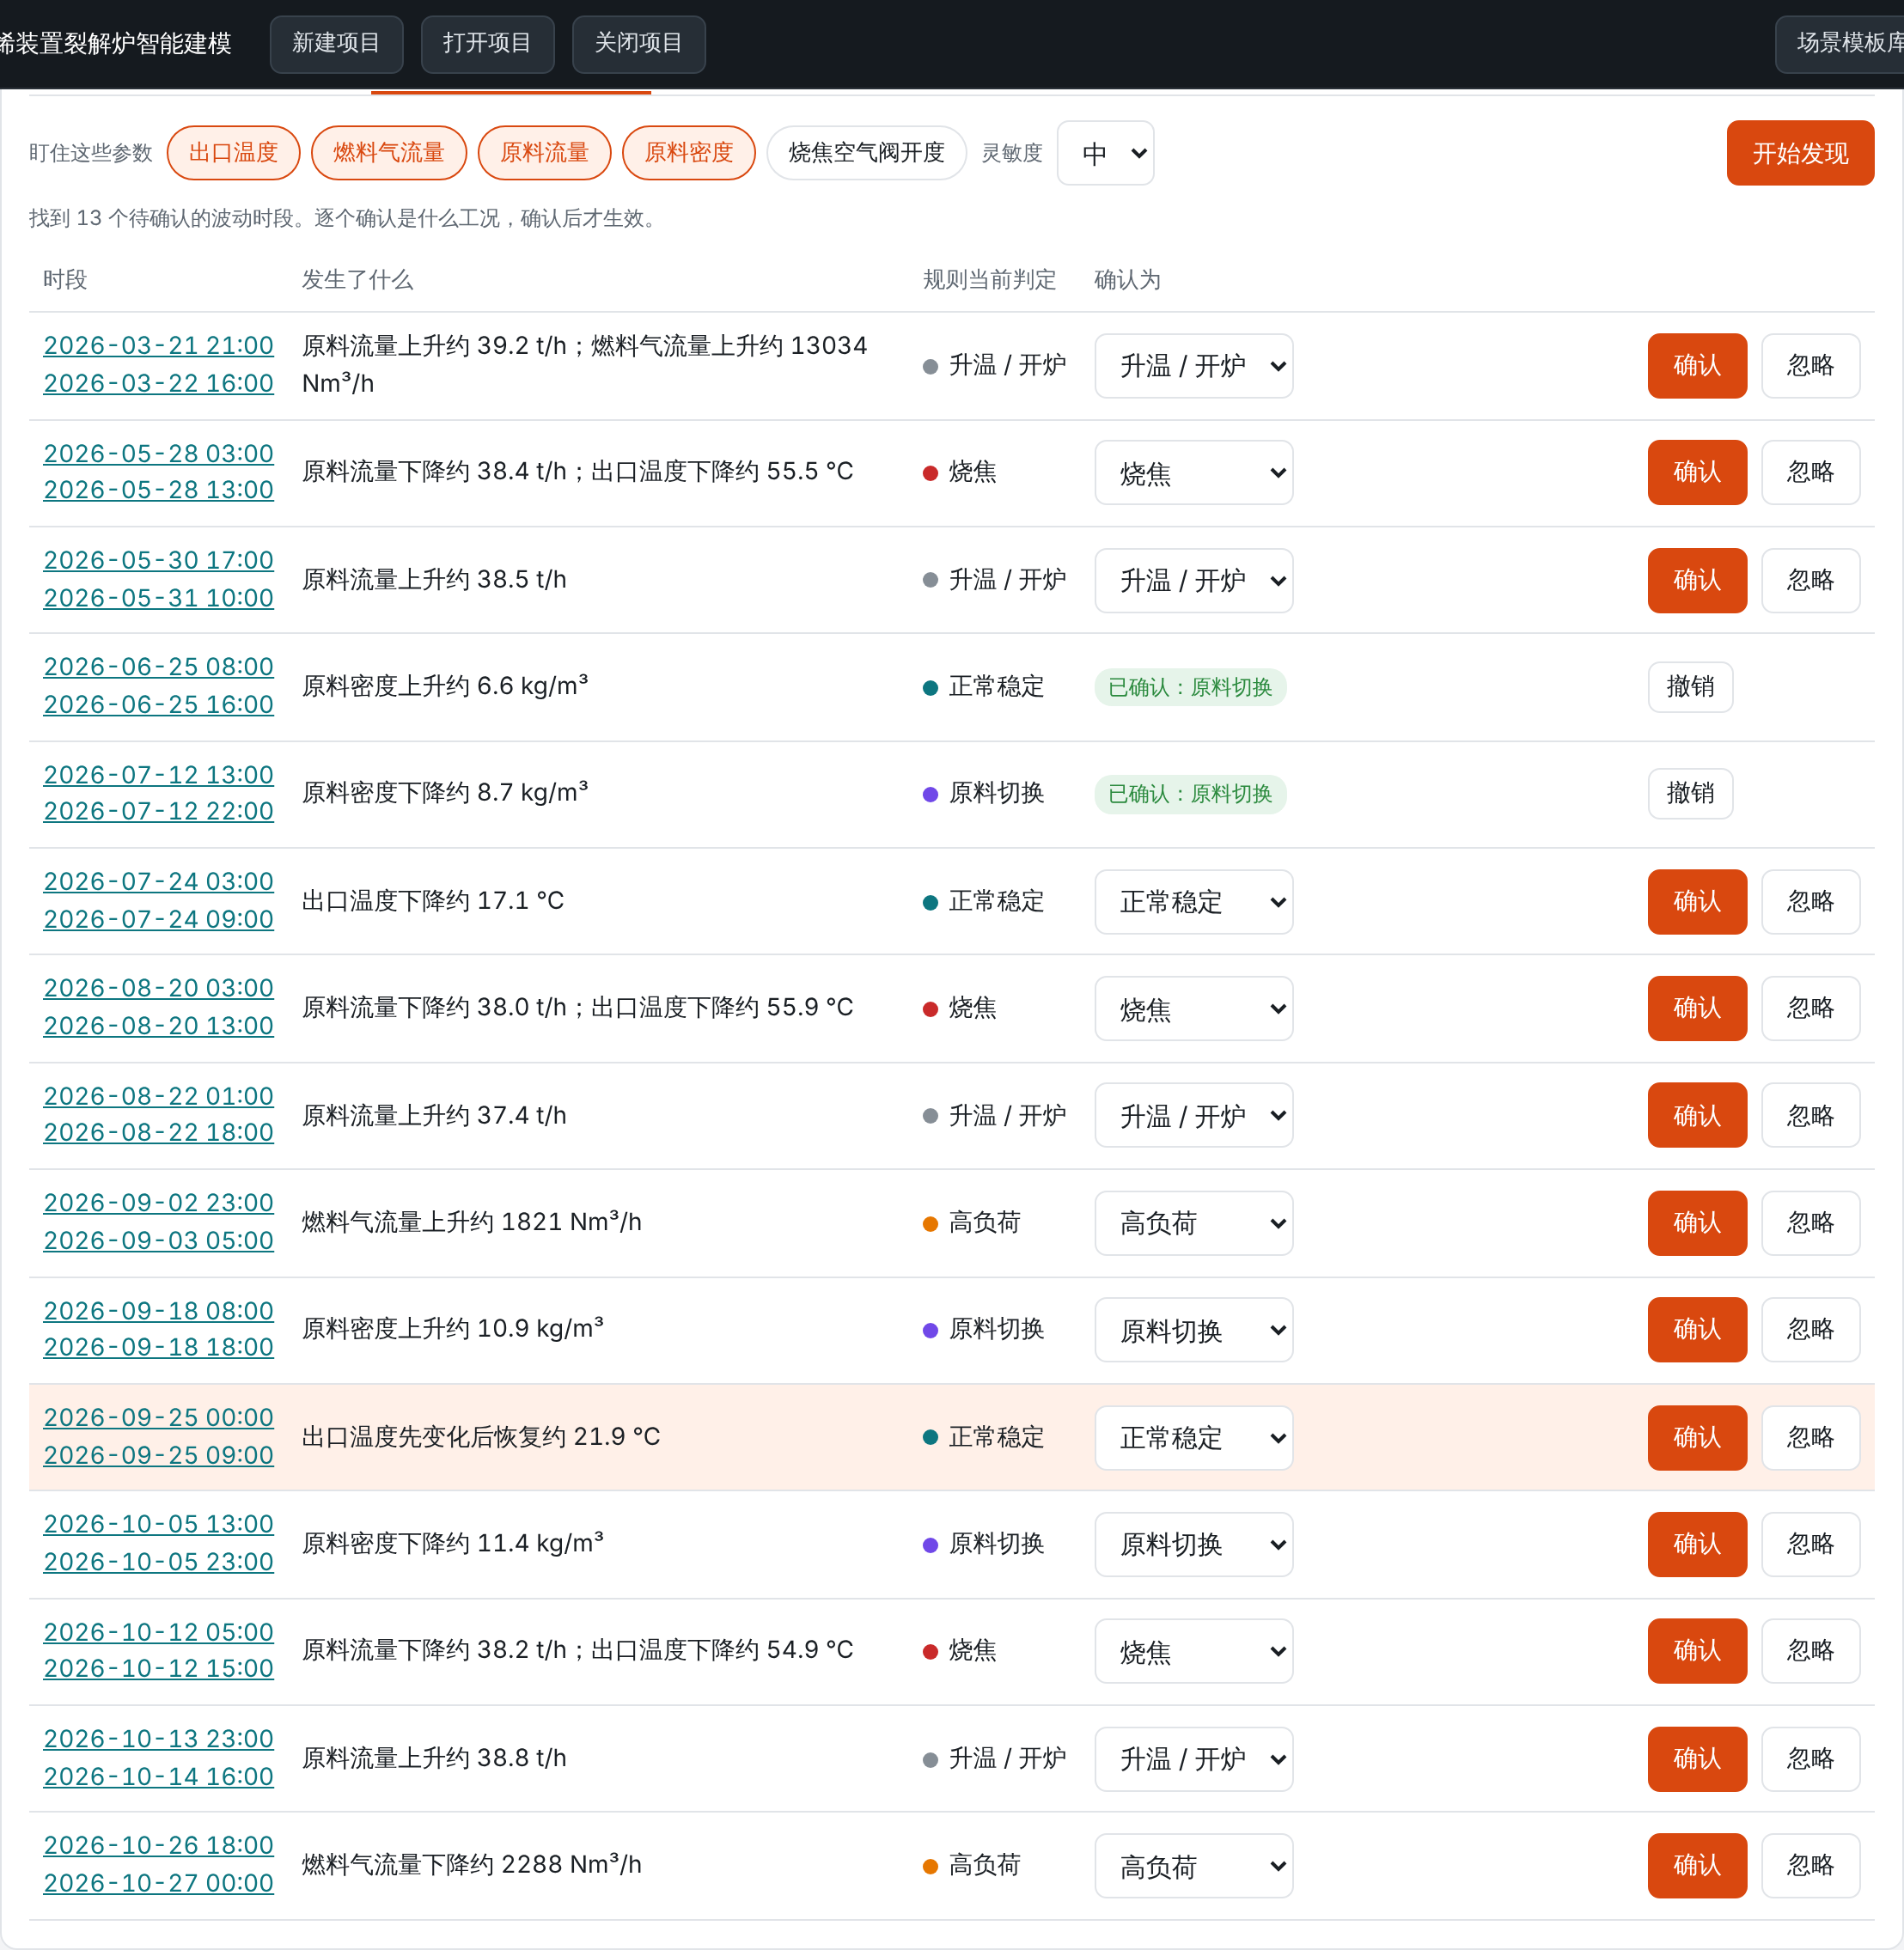 烯装置裂解炉智能建模 新建项目 打开项目 关闭项目 场景模板库
盯住这些参数 出口温度 燃料气流量 原料流量 原料密度 烧焦空气阀开度 灵敏度 中 开始发现
找到 13 个待确认的波动时段。逐个确认是什么工况，确认后才生效。
时段 发生了什么 规则当前判定 确认为
2026-03-21 21:00
2026-03-22 16:00
原料流量上升约 39.2 t/h；燃料气流量上升约 13034
Nm³/h
升温 / 开炉 升温 / 开炉 确认 忽略
2026-05-28 03:00
2026-05-28 13:00
原料流量下降约 38.4 t/h；出口温度下降约 55.5 °C 烧焦 烧焦 确认 忽略
2026-05-30 17:00
2026-05-31 10:00
原料流量上升约 38.5 t/h 升温 / 开炉 升温 / 开炉 确认 忽略
2026-06-25 08:00
2026-06-25 16:00
原料密度上升约 6.6 kg/m³ 正常稳定 已确认：原料切换 撤销
2026-07-12 13:00
2026-07-12 22:00
原料密度下降约 8.7 kg/m³ 原料切换 已确认：原料切换 撤销
2026-07-24 03:00
2026-07-24 09:00
出口温度下降约 17.1 °C 正常稳定 正常稳定 确认 忽略
2026-08-20 03:00
2026-08-20 13:00
原料流量下降约 38.0 t/h；出口温度下降约 55.9 °C 烧焦 烧焦 确认 忽略
2026-08-22 01:00
2026-08-22 18:00
原料流量上升约 37.4 t/h 升温 / 开炉 升温 / 开炉 确认 忽略
2026-09-02 23:00
2026-09-03 05:00
燃料气流量上升约 1821 Nm³/h 高负荷 高负荷 确认 忽略
2026-09-18 08:00
2026-09-18 18:00
原料密度上升约 10.9 kg/m³ 原料切换 原料切换 确认 忽略
2026-09-25 00:00
2026-09-25 09:00
出口温度先变化后恢复约 21.9 °C 正常稳定 正常稳定 确认 忽略
2026-10-05 13:00
2026-10-05 23:00
原料密度下降约 11.4 kg/m³ 原料切换 原料切换 确认 忽略
2026-10-12 05:00
2026-10-12 15:00
原料流量下降约 38.2 t/h；出口温度下降约 54.9 °C 烧焦 烧焦 确认 忽略
2026-10-13 23:00
2026-10-14 16:00
原料流量上升约 38.8 t/h 升温 / 开炉 升温 / 开炉 确认 忽略
2026-10-26 18:00
2026-10-27 00:00
燃料气流量下降约 2288 Nm³/h 高负荷 高负荷 确认 忽略